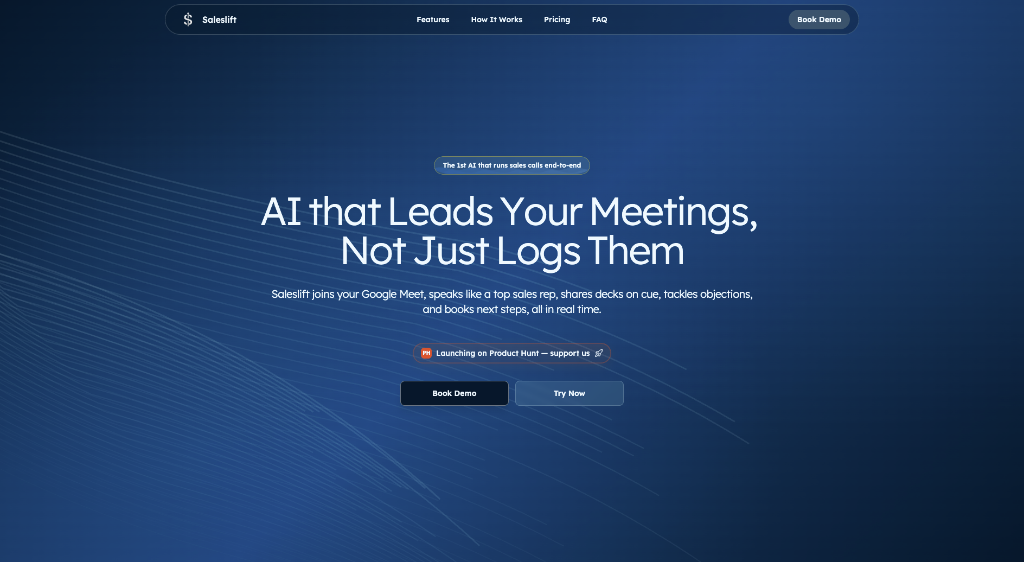 $ Saleslift
Features
How It Works
Pricing
FAQ
Book Demo
The 1st AI that runs sales calls end-to-end
AI that Leads Your Meetings,
Not Just Logs Them
Saleslift joins your Google Meet, speaks like a top sales rep, shares decks on cue, tackles objections,
and books next steps, all in real time.
PH Launching on Product Hunt — support us
Book Demo
Try Now